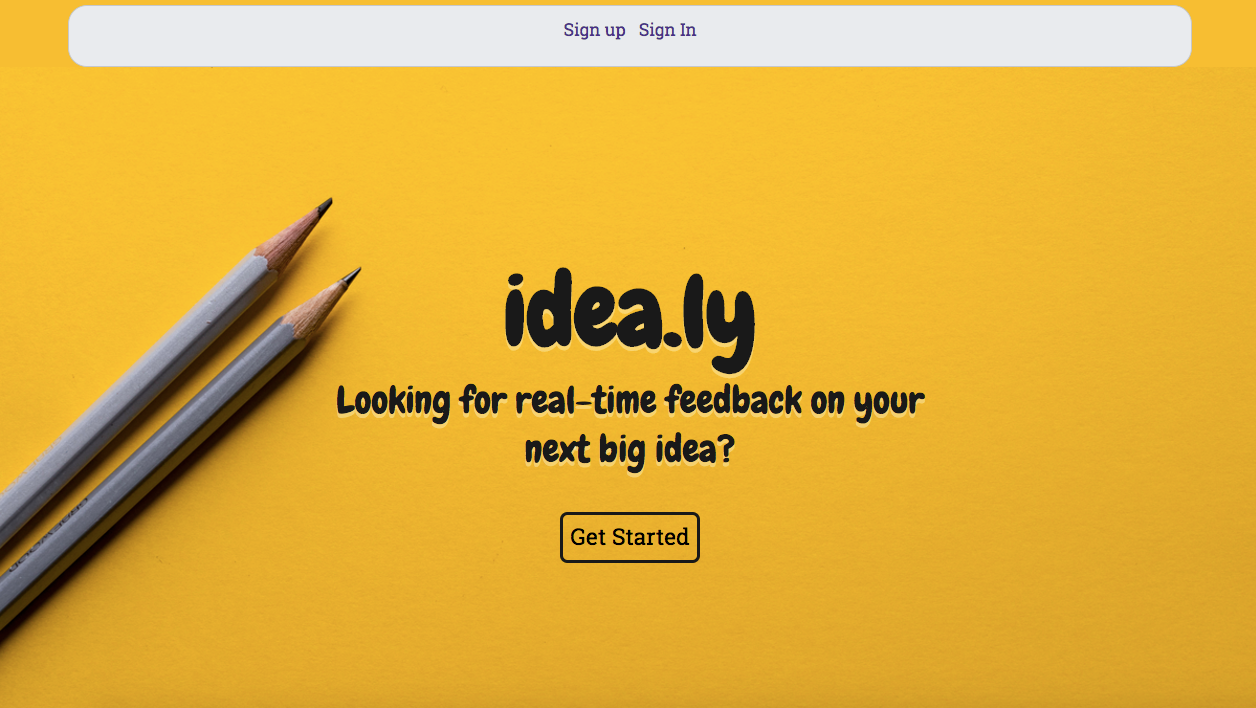 Sign up Sign In
idea.ly
Looking for real-time feedback on your
next big idea?
Get Started